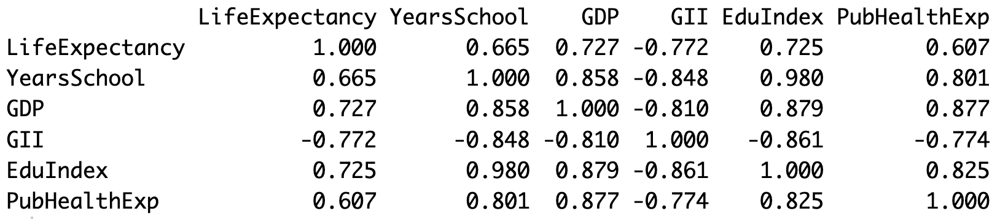 LifeExpectancy YearsSchool GDP GII EduIndex PubHealthExp
LifeExpectancy 1.000 0.665 0.727 -0.772 0.725 0.607
YearsSchool 0.665 1.000 0.858 -0.848 0.980 0.801
GDP 0.727 0.858 1.000 -0.810 0.879 0.877
GII -0.772 -0.848 -0.810 1.000 -0.861 -0.774
EduIndex 0.725 0.980 0.879 -0.861 1.000 0.825
PubHealthExp 0.607 0.801 0.877 -0.774 0.825 1.000